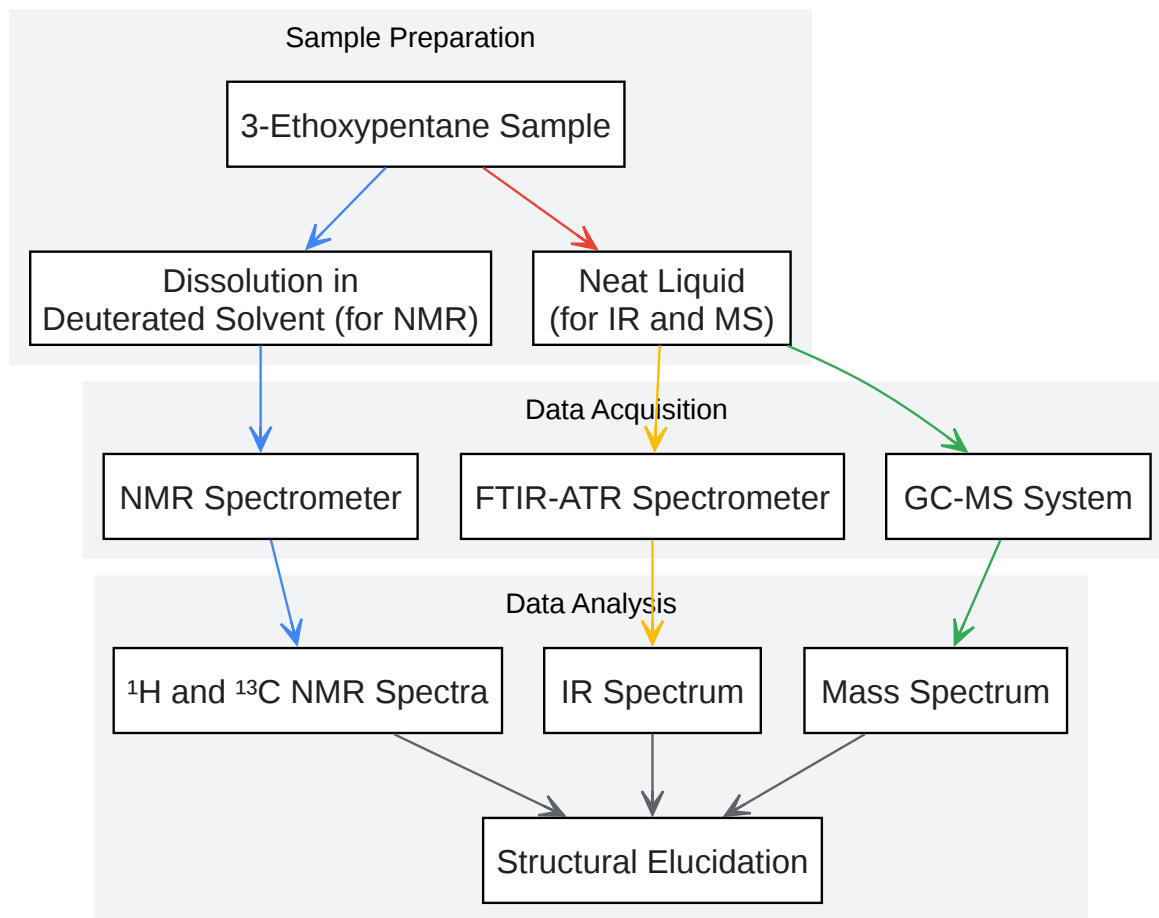 Sample Preparation
3-Ethoxypentane Sample
Dissolution in
Deuterated Solvent (for NMR)
Neat Liquid
(for IR and MS)
Data Acquisition
NMR Spectrometer
FTIR-ATR Spectrometer
GC-MS System
Data Analysis
¹H and ¹³C NMR Spectra
IR Spectrum
Mass Spectrum
Structural Elucidation